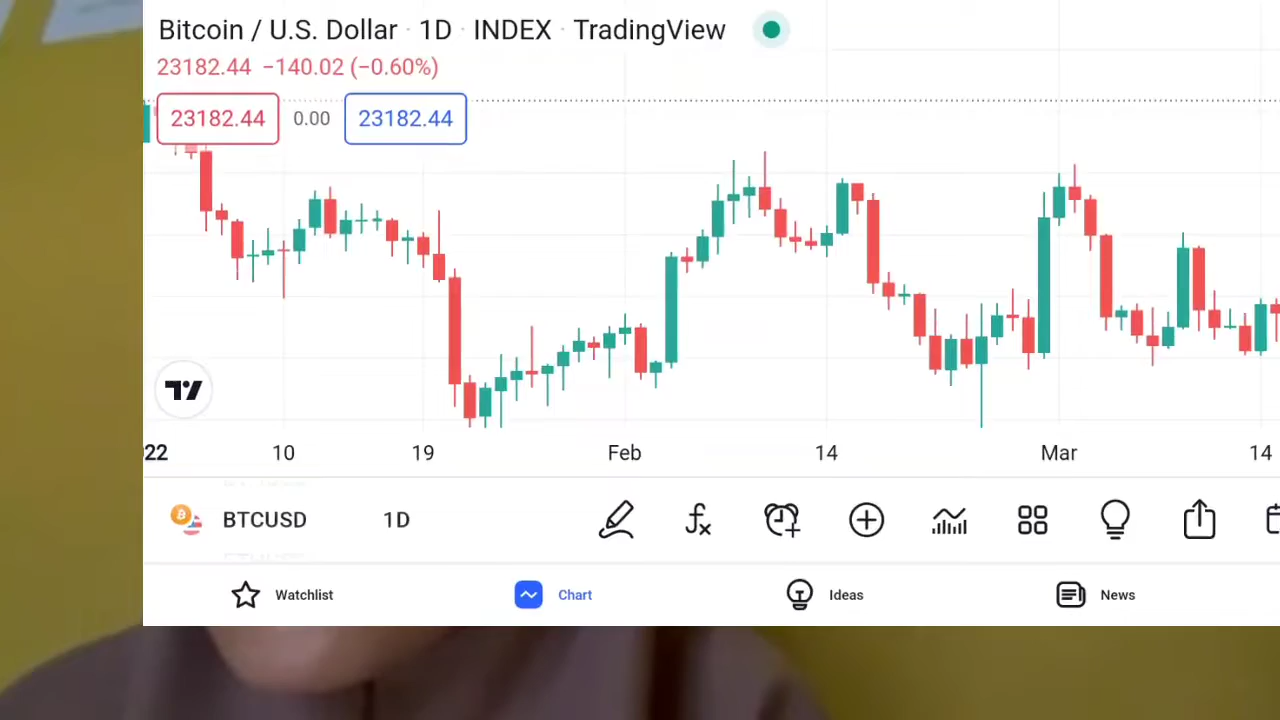 Bitcoin / U.S. Dollar · 1D · INDEX · TradingView
23182.44 −140.02 (−0.60%)
23182.44 0.00 23182.44
22 10 19 Feb 14 Mar 14
BTCUSD 1D
Watchlist Chart Ideas News